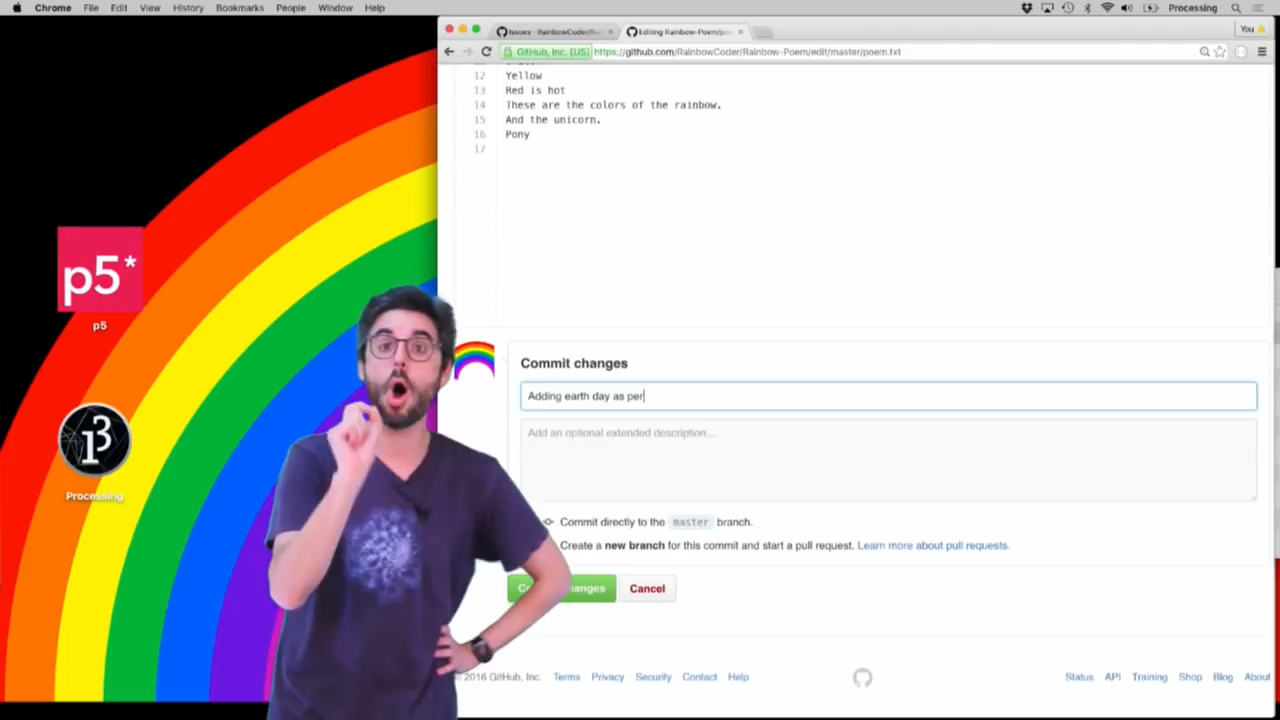 Chrome File Edit View History Bookmarks People Window Help Processing
Issues · RainbowCoder/Rai Editing Rainbow-Poem/po You
GitHub, Inc. [US] https://github.com/RainbowCoder/Rainbow-Poem/edit/master/poem.txt
12 Yellow
13 Red is hot
14 These are the colors of the rainbow.
15 And the unicorn.
16 Pony
17
p5*
p5
Processing
Commit changes
Adding earth day as per
Add an optional extended description…
Commit directly to the master branch.
Create a new branch for this commit and start a pull request. Learn more about pull requests.
Cancel
2016 GitHub, Inc. Terms Privacy Security Contact Help Status API Training Shop Blog About